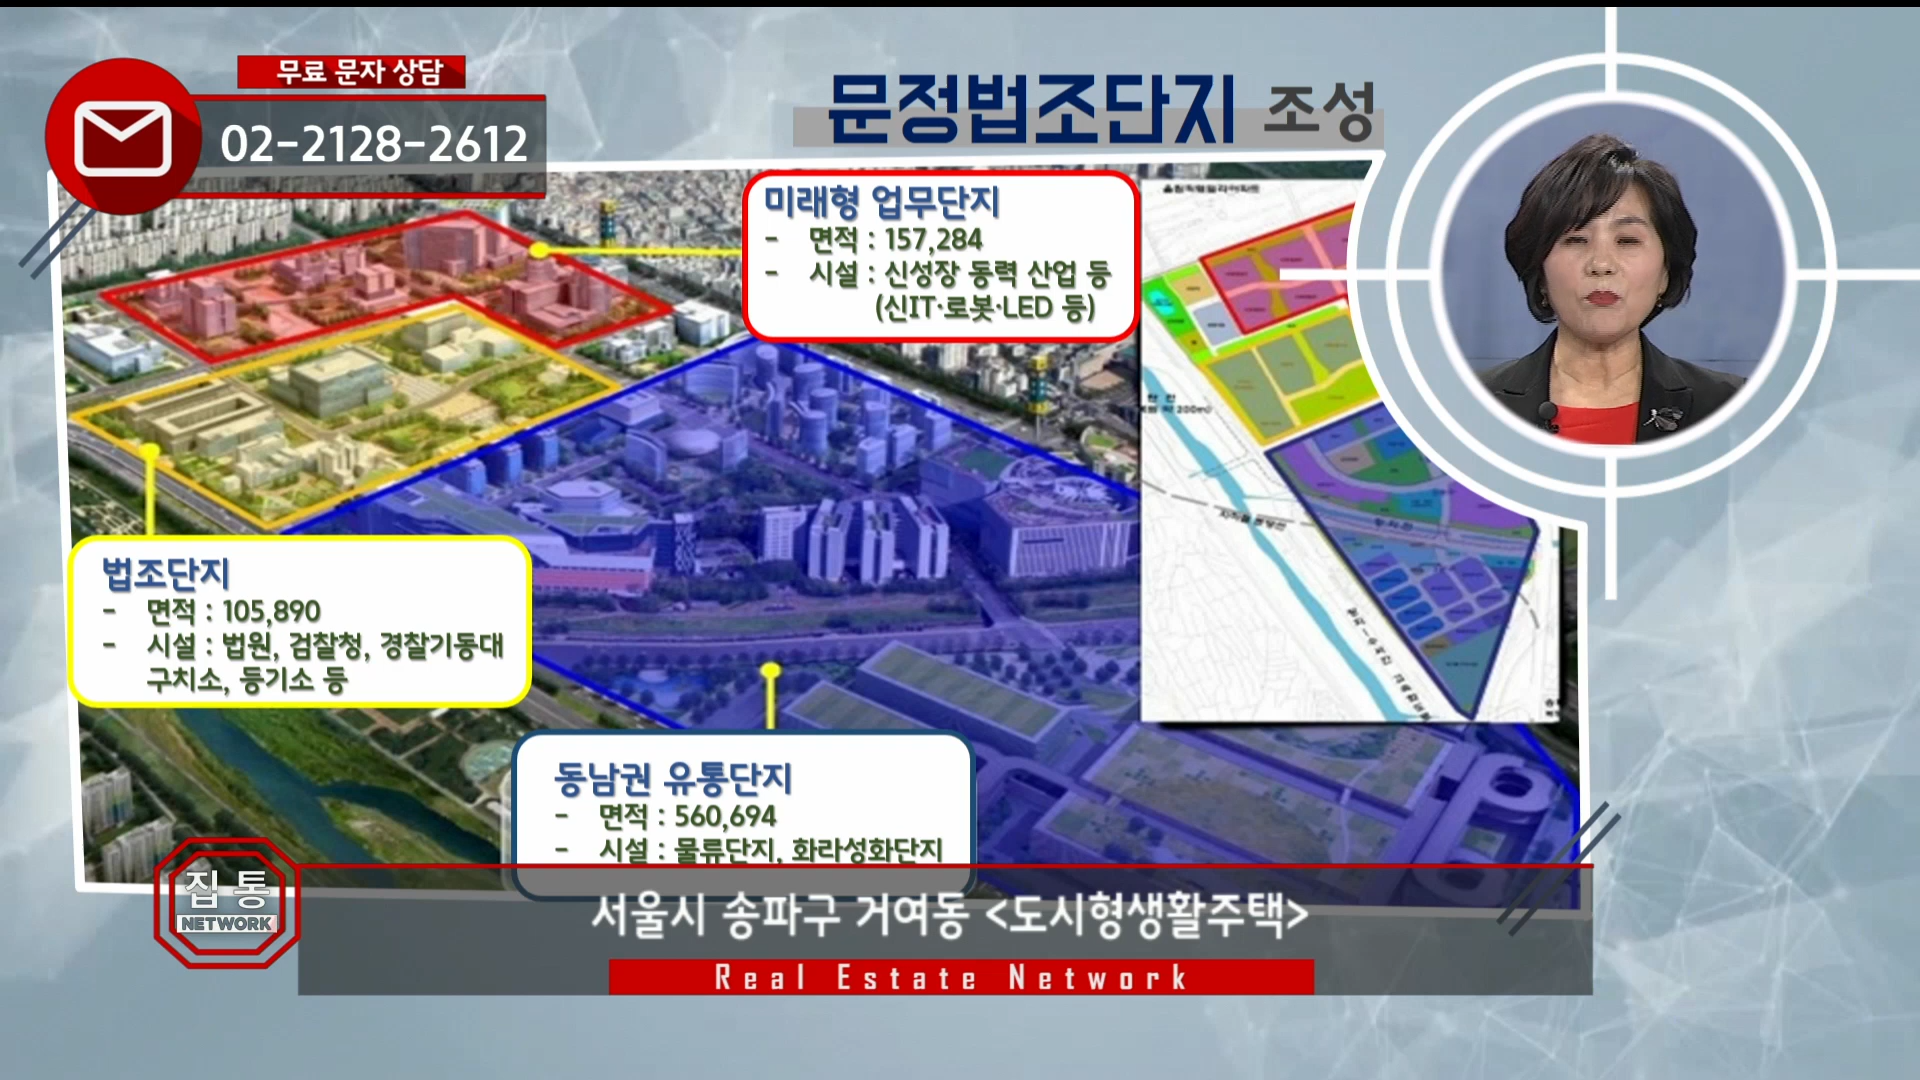 무료 문자 상담
02-2128-2612
문정법조단지 조성
미래형 업무단지
- 면적 : 157,284
- 시설 : 신성장 동력 산업 등
(신IT·로봇·LED 등)
법조단지
- 면적 : 105,890
- 시설 : 법원, 검찰청, 경찰기동대
구치소, 등기소 등
동남권 유통단지
- 면적 : 560,694
- 시설 : 물류단지, 화라성화단지
집통
NETWORK
서울시 송파구 거여동 <도시형생활주택>
Real Estate Network